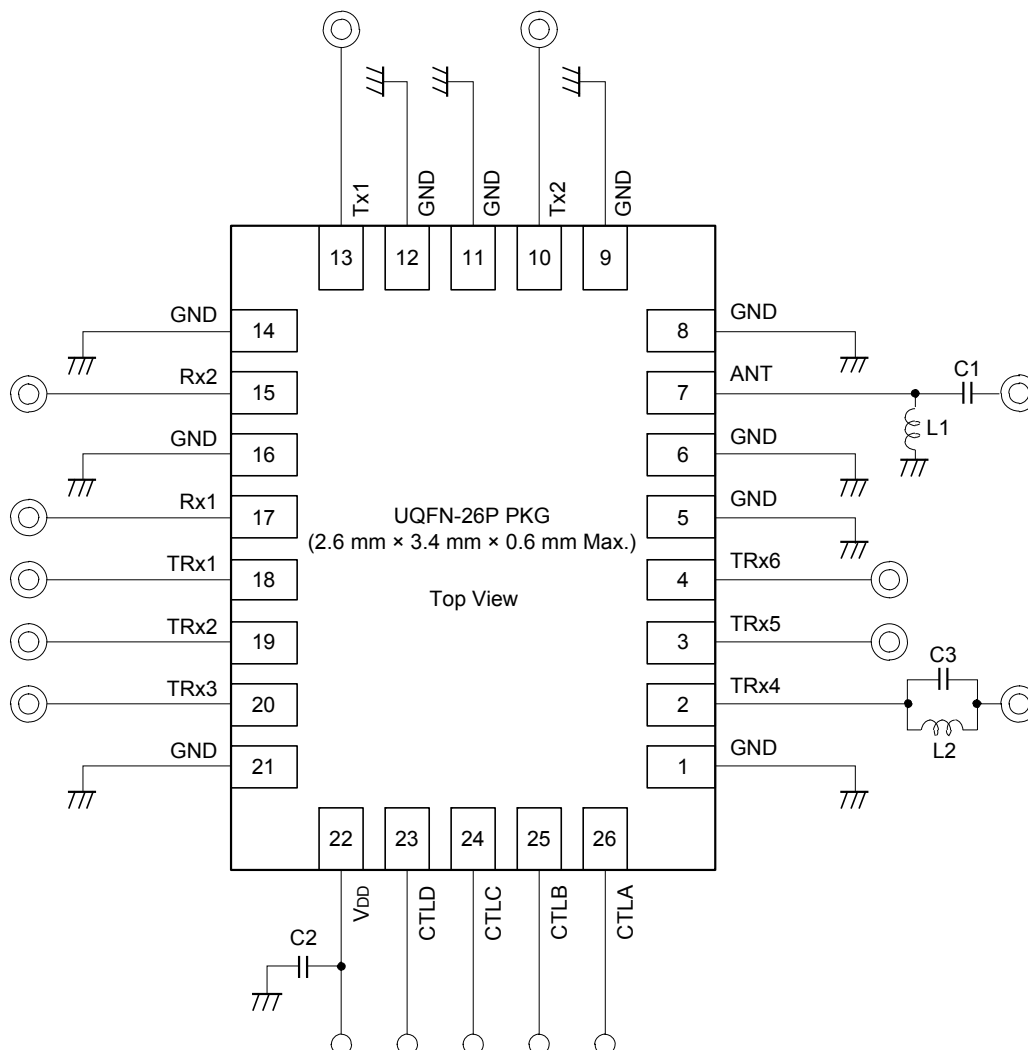 Tx1
GND
GND
Tx2
GND
13
12
11
10
9
GND
14
8
GND
Rx2
15
7
ANT
C1
L1
GND
16
6
GND
Rx1
17
5
GND
UQFN-26P PKG
(2.6 mm × 3.4 mm × 0.6 mm Max.)
Top View
TRx1
18
4
TRx6
TRx2
19
3
TRx5
TRx3
20
2
TRx4
C3
L2
GND
21
1
GND
22
23
24
25
26
VDD
CTLD
CTLC
CTLB
CTLA
C2